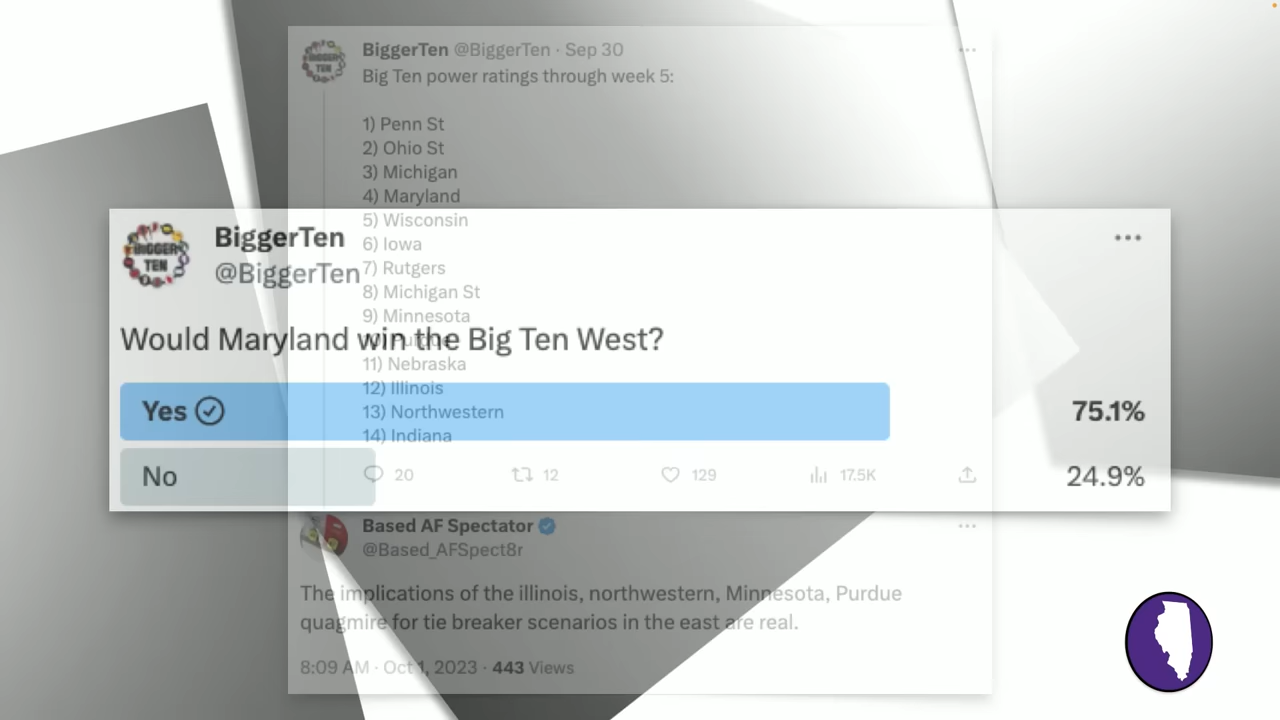 BiggerTen @BiggerTen · Sep 30
Big Ten power ratings through week 5:
1) Penn St
2) Ohio St
3) Michigan
4) Maryland
5) Wisconsin
6) Iowa
7) Rutgers
8) Michigan St
9) Minnesota
11) Nebraska
12) Illinois
13) Northwestern
14) Indiana
20 12 129 17.5K
BIGGER
TEN
BiggerTen
@BiggerTen
Would Maryland win the Big Ten West?
Yes 75.1%
No 24.9%
Based AF Spectator
@Based_AFSpect8r
The implications of the illinois, northwestern, Minnesota, Purdue
quagmire for tie breaker scenarios in the east are real.
8:09 AM · Oct 1, 2023 · 443 Views